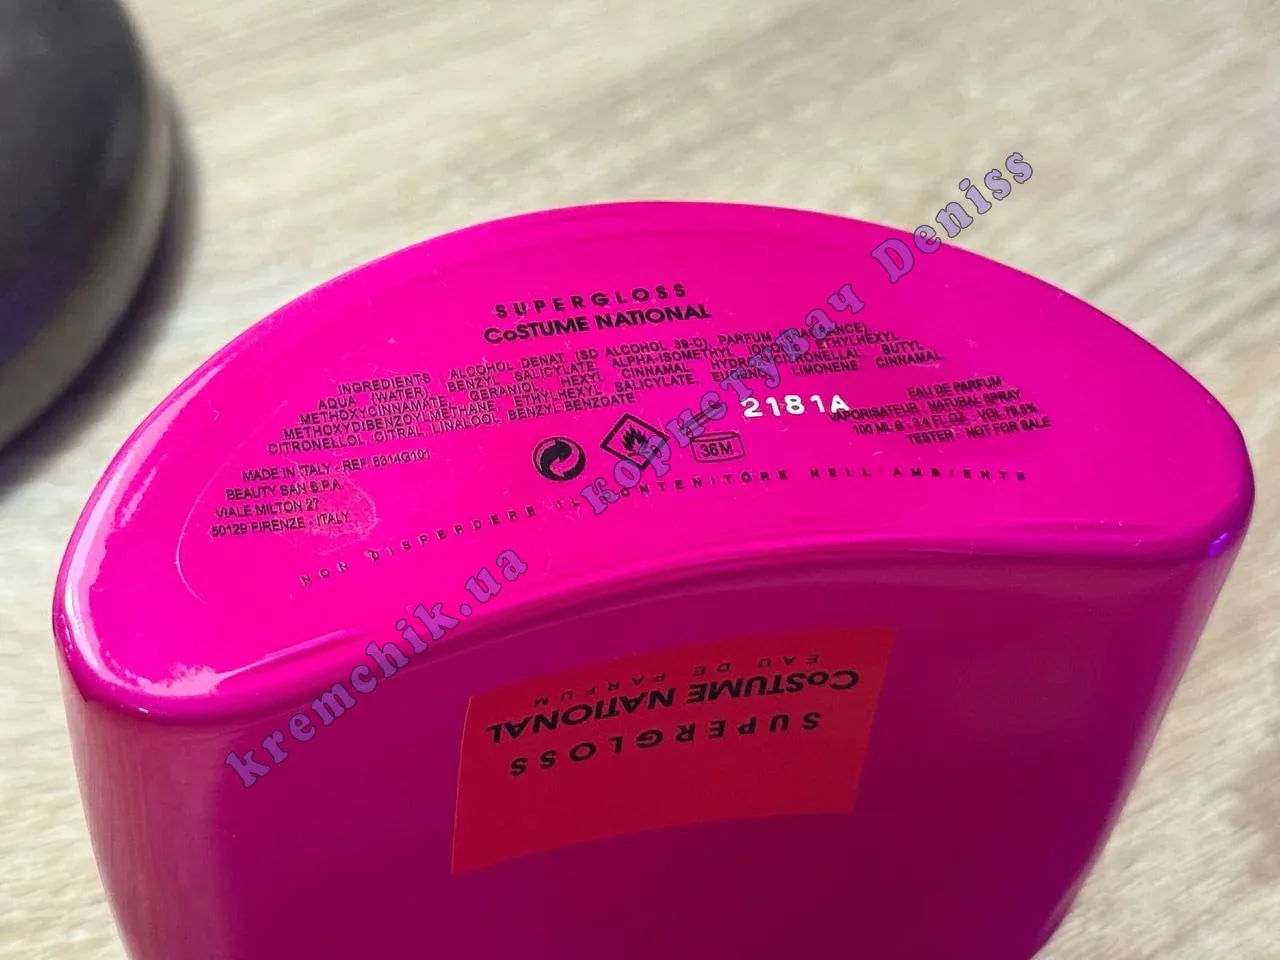 SUPERGLOSS
CoSTUME NATIONAL
INGREDIENTS ALCOHOL DENAT. (SD ALCOHOL 39-C), PARFUM (FRAGRANCE),
AQUA (WATER), BENZYL SALICYLATE, ALPHA-ISOMETHYL IONONE, ETHYLHEXYL
METHOXYCINNAMATE, GERANIOL, HEXYL CINNAMAL, HYDROXYCITRONELLAL, BUTYL
METHOXYDIBENZOYLMETHANE, ETHYLHEXYL SALICYLATE, EUGENOL, LIMONENE, CINNAMAL,
CITRONELLOL, CITRAL, LINALOOL, BENZYL BENZOATE
MADE IN ITALY - REF. 6314G101
BEAUTY SAN S.P.A.
VIALE MILTON 27
50129 FIRENZE - ITALY
36M
2181A
EAU DE PARFUM
VAPORISATEUR NATURAL SPRAY
100 ML e 3.4 FL.OZ - VOL 78,5%
TESTER - NOT FOR SALE
NON DISPERDERE IL CONTENITORE NELL'AMBIENTE
SUPERGLOSS
CoSTUME NATIONAL
EAU DE PARFUM
kremchik.ua
користувач Deniss